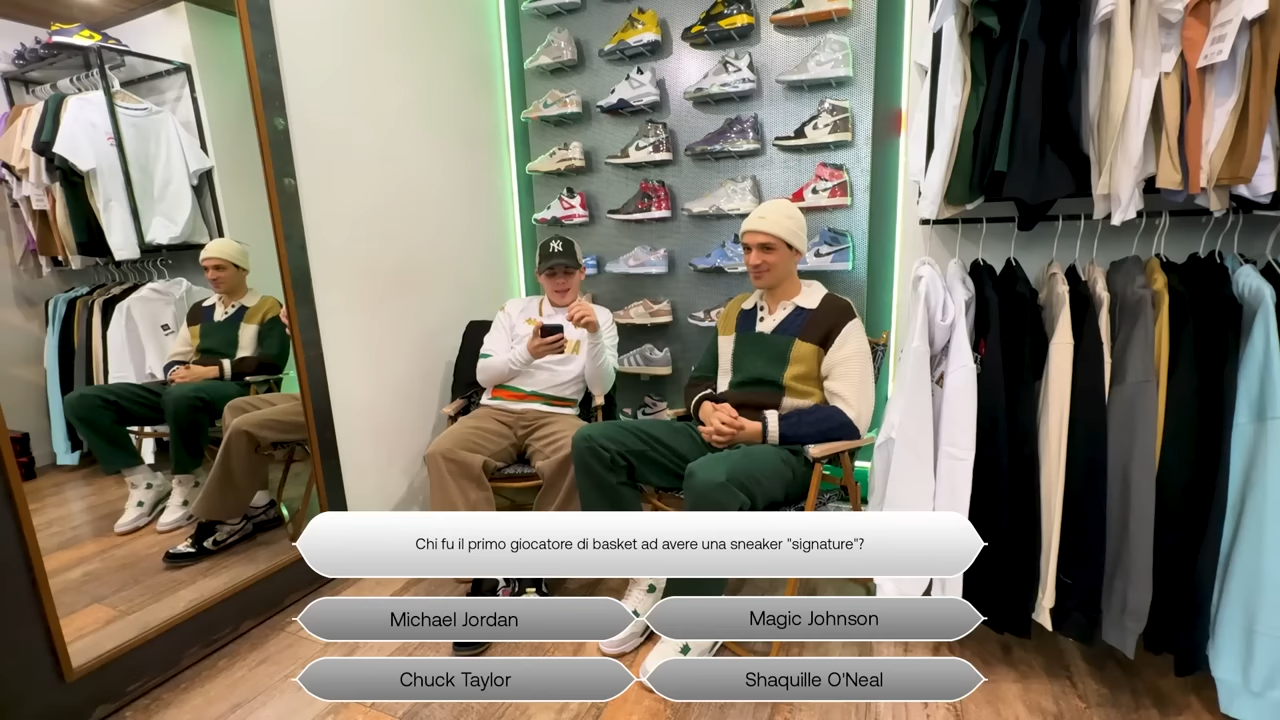 NY
Chi fu il primo giocatore di basket ad avere una sneaker "signature"?
Michael Jordan
Magic Johnson
Chuck Taylor
Shaquille O'Neal